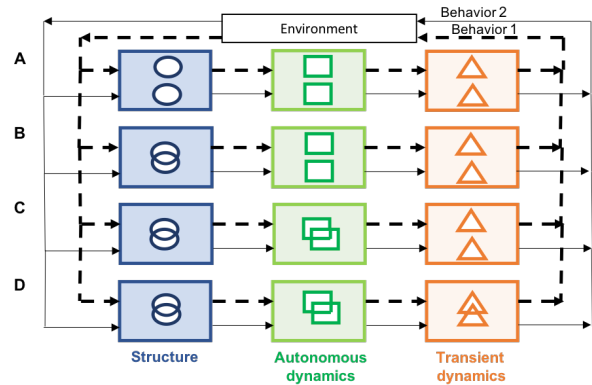 Behavior 2
Environment
Behavior 1
A
B
C
D
Structure
Autonomous
dynamics
Transient
dynamics